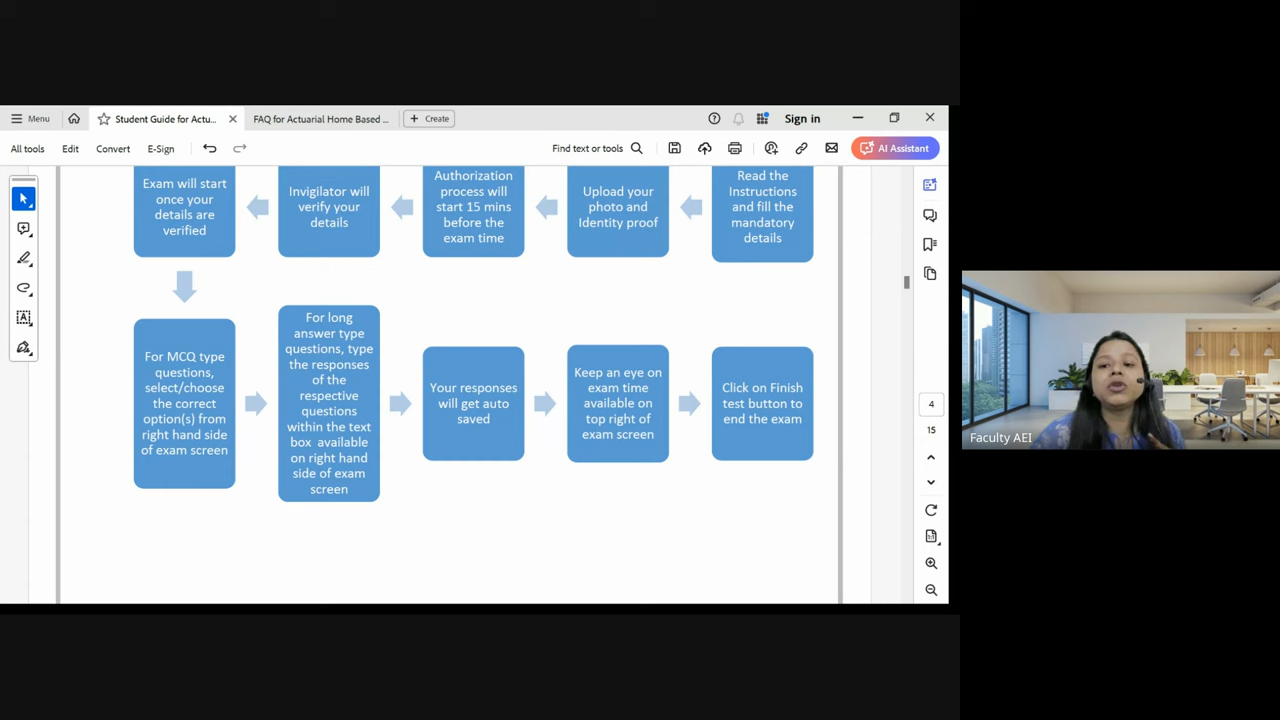 Menu
Student Guide for Actu...
FAQ for Actuarial Home Based ...
Create
Sign in
All tools
Edit
Convert
E-Sign
Find text or tools
AI Assistant
Exam will start
once your
details are
verified
Invigilator will
verify your
details
Authorization
process will
start 15 mins
before the
exam time
Upload your
photo and
Identity proof
Read the
Instructions
and fill the
mandatory
details
For MCQ type
questions,
select/choose
the correct
option(s) from
right hand side
of exam screen
For long
answer type
questions, type
the responses
of the
respective
questions
within the text
box available
on right hand
side of exam
screen
Your responses
will get auto
saved
Keep an eye on
exam time
available on
top right of
exam screen
Click on Finish
test button to
end the exam
4
15
Faculty AEI